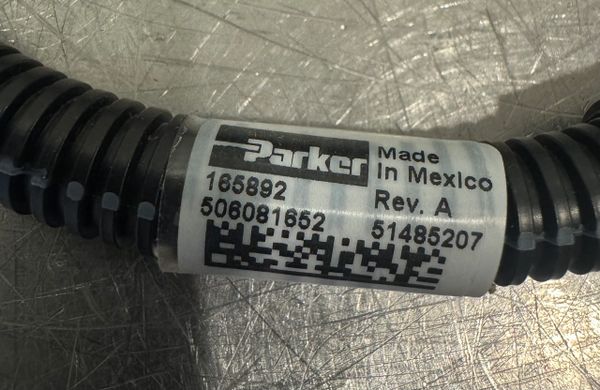 Parker
Made
In Mexico
165892
Rev. A
506081652
51485207